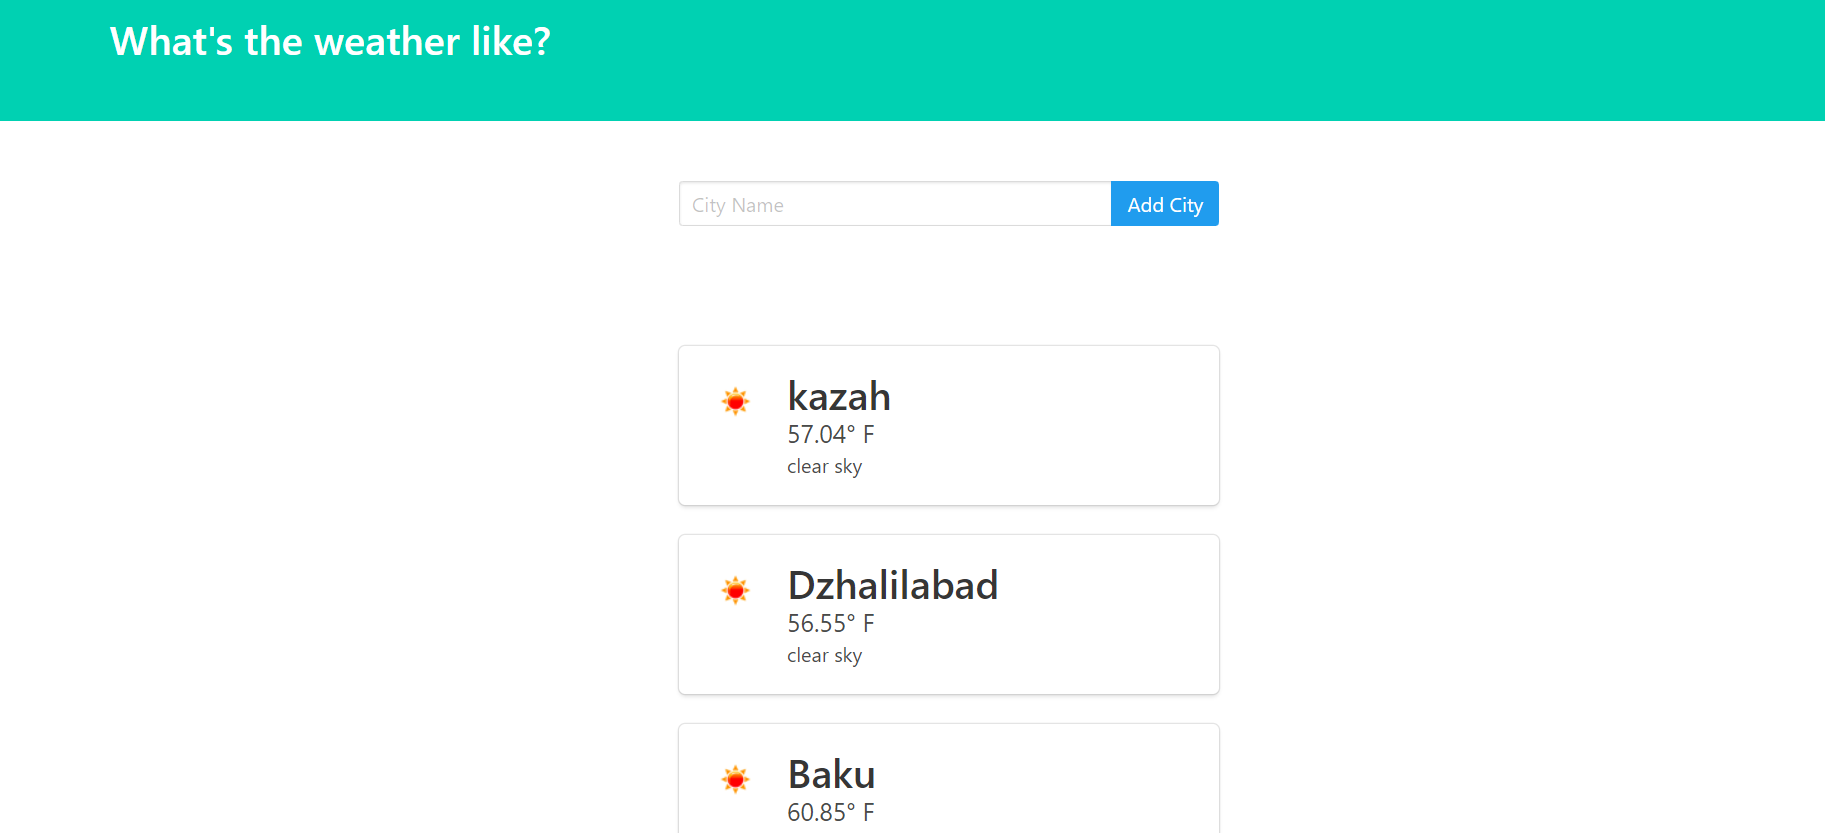 What's the weather like?
City Name
Add City
kazah
57.04° F
clear sky
Dzhalilabad
56.55° F
clear sky
Baku
60.85° F